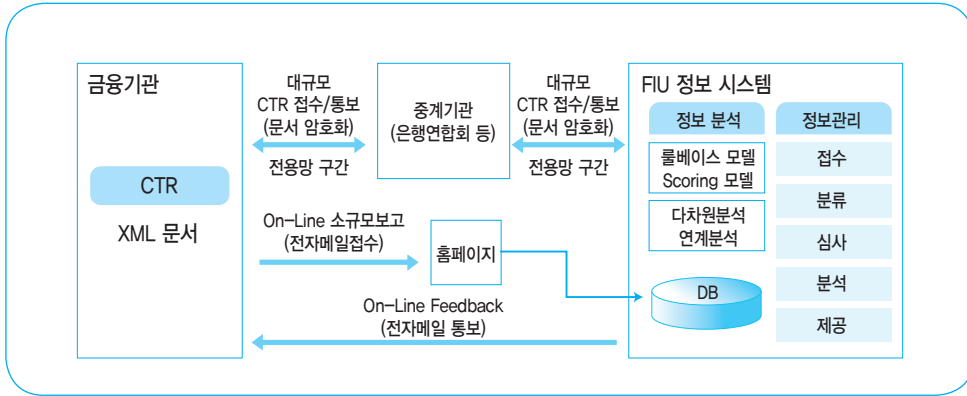 금융기관
CTR
XML 문서
대규모
CTR 접수/통보
(문서 암호화)
전용망 구간
중계기관
(은행연합회 등)
대규모
CTR 접수/통보
(문서 암호화)
전용망 구간
On-Line 소규모보고
(전자메일접수)
홈페이지
On-Line Feedback
(전자메일 통보)
FIU 정보 시스템
정보 분석
룰베이스 모델
Scoring 모델
다차원분석
연계분석
DB
정보관리
접수
분류
심사
분석
제공